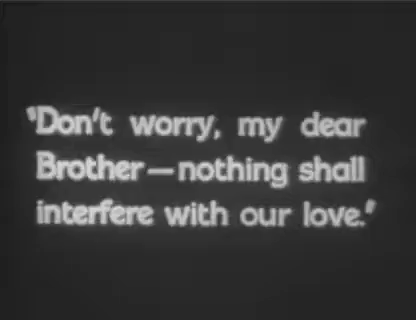 "Don't worry, my dear
Brother—nothing shall
interfere with our love."